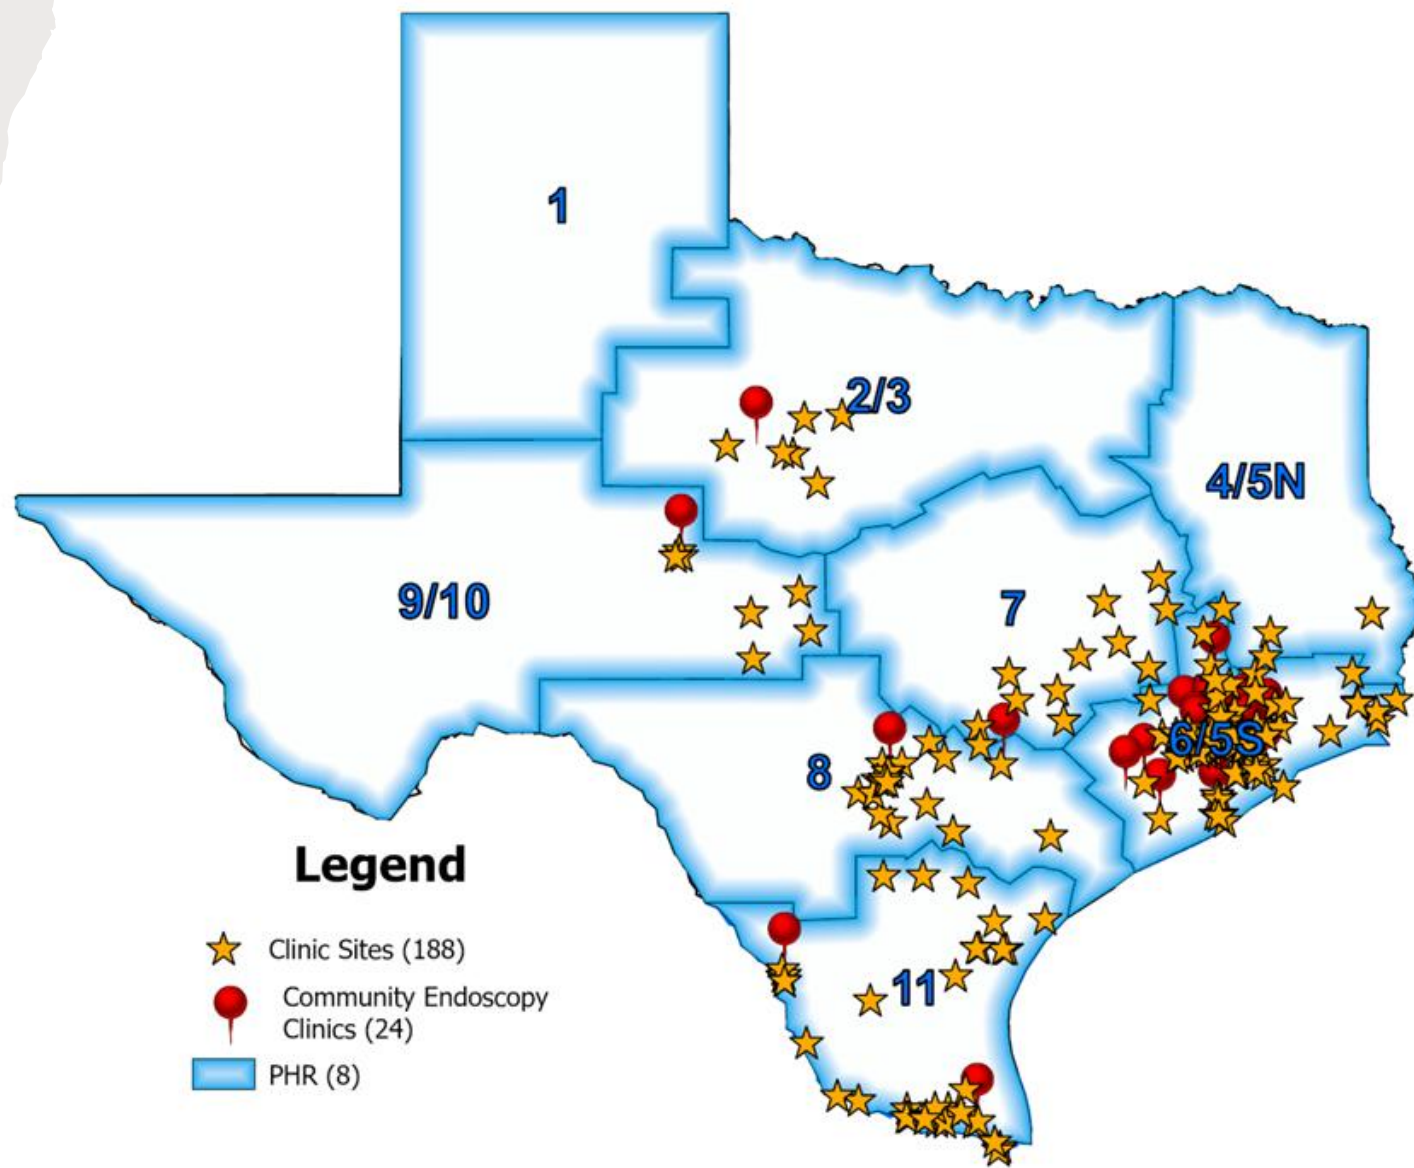 1
2/3
4/5N
9/10
7
6/5S
8
11
Legend
Clinic Sites (188)
Community Endoscopy
Clinics (24)
PHR (8)